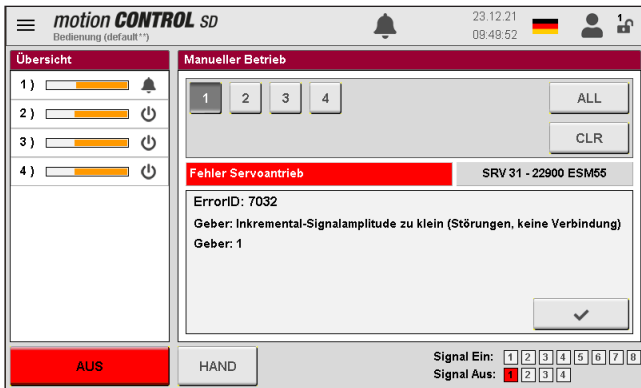 motion CONTROL SD
Bedienung (default**)
23.12.21
09:49:52
1
Übersicht
1)
2)
3)
4)
Manueller Betrieb
1 2 3 4
ALL
CLR
Fehler Servoantrieb
SRV 31 - 22900 ESM55
ErrorID: 7032
Geber: Inkremental-Signalamplitude zu klein (Störungen, keine Verbindung)
Geber: 1
AUS
HAND
Signal Ein: 1 2 3 4 5 6 7 8
Signal Aus: 1 2 3 4